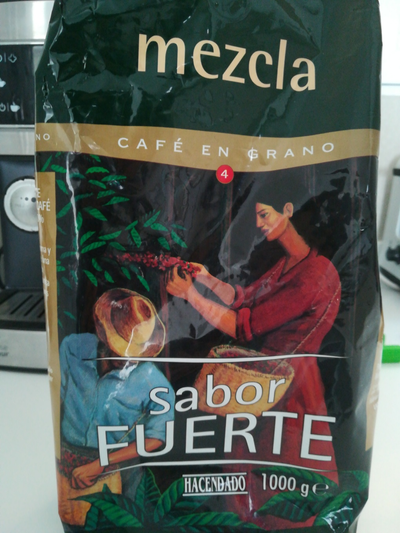 mezcla
CAFÉ EN GRANO
4
sabor
FUERTE
HACENDADO 1000 g e